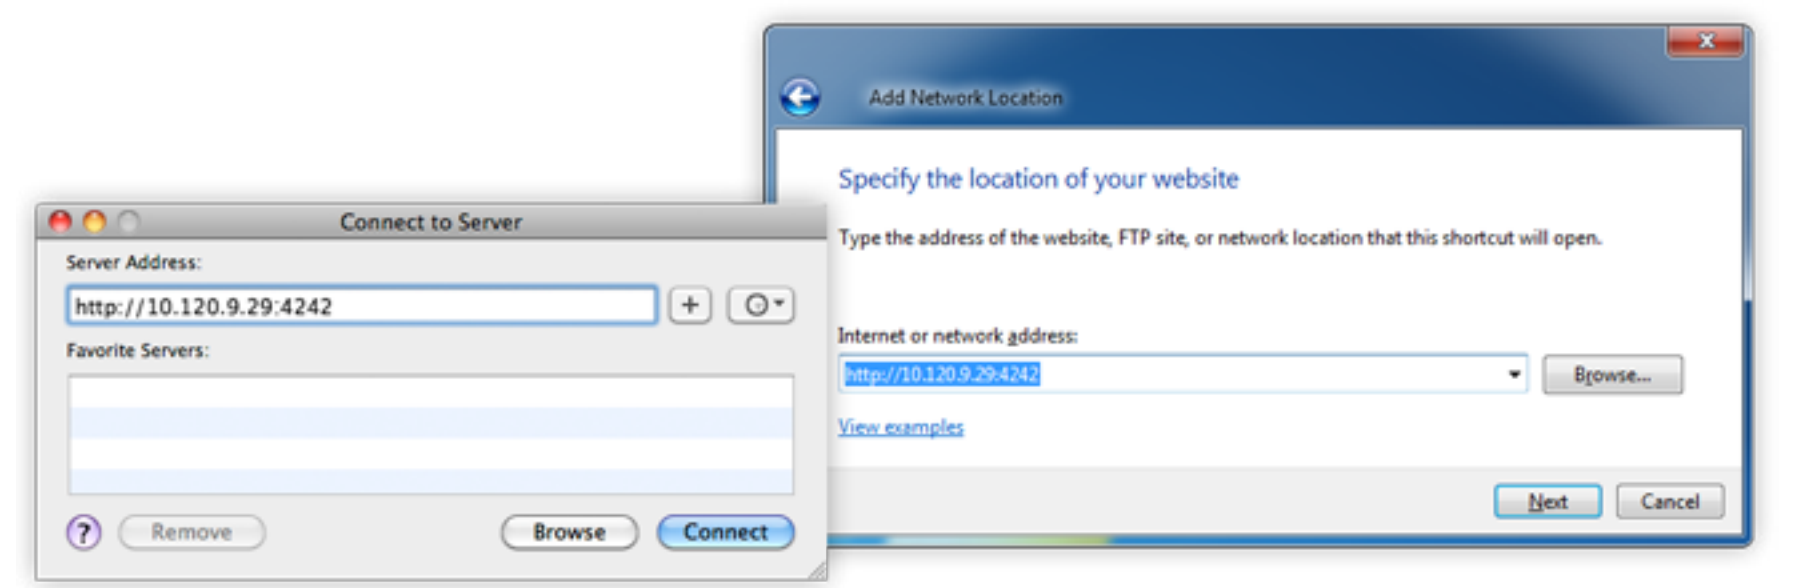 Connect to Server
Server Address:
http://10.120.9.29:4242
Favorite Servers:
Remove
Browse
Connect
Add Network Location
Specify the location of your website
Type the address of the website, FTP site, or network location that this shortcut will open.
Internet or network address:
http://10.120.9.29:4242
Browse...
View examples
Next
Cancel